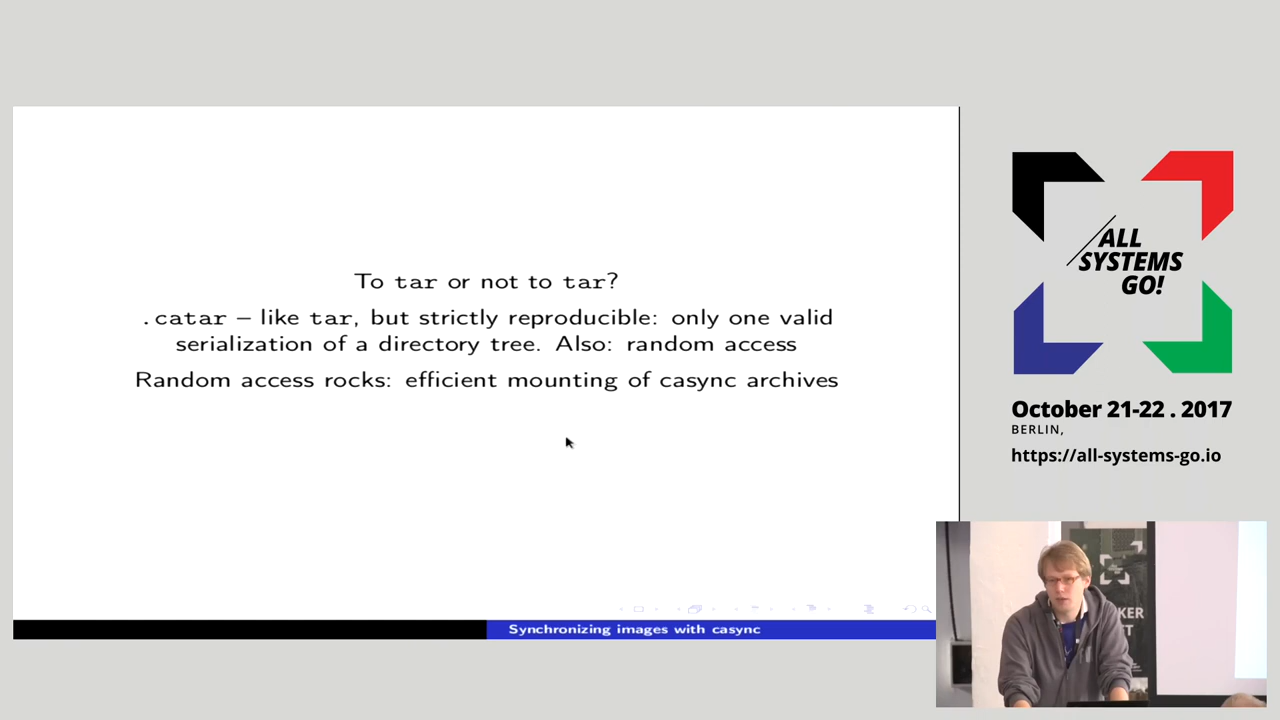 To tar or not to tar?
.catar – like tar, but strictly reproducible: only one valid
serialization of a directory tree. Also: random access
Random access rocks: efficient mounting of casync archives
Synchronizing images with casync
ALL
SYSTEMS
GO!
October 21-22 . 2017
BERLIN,
https://all-systems-go.io